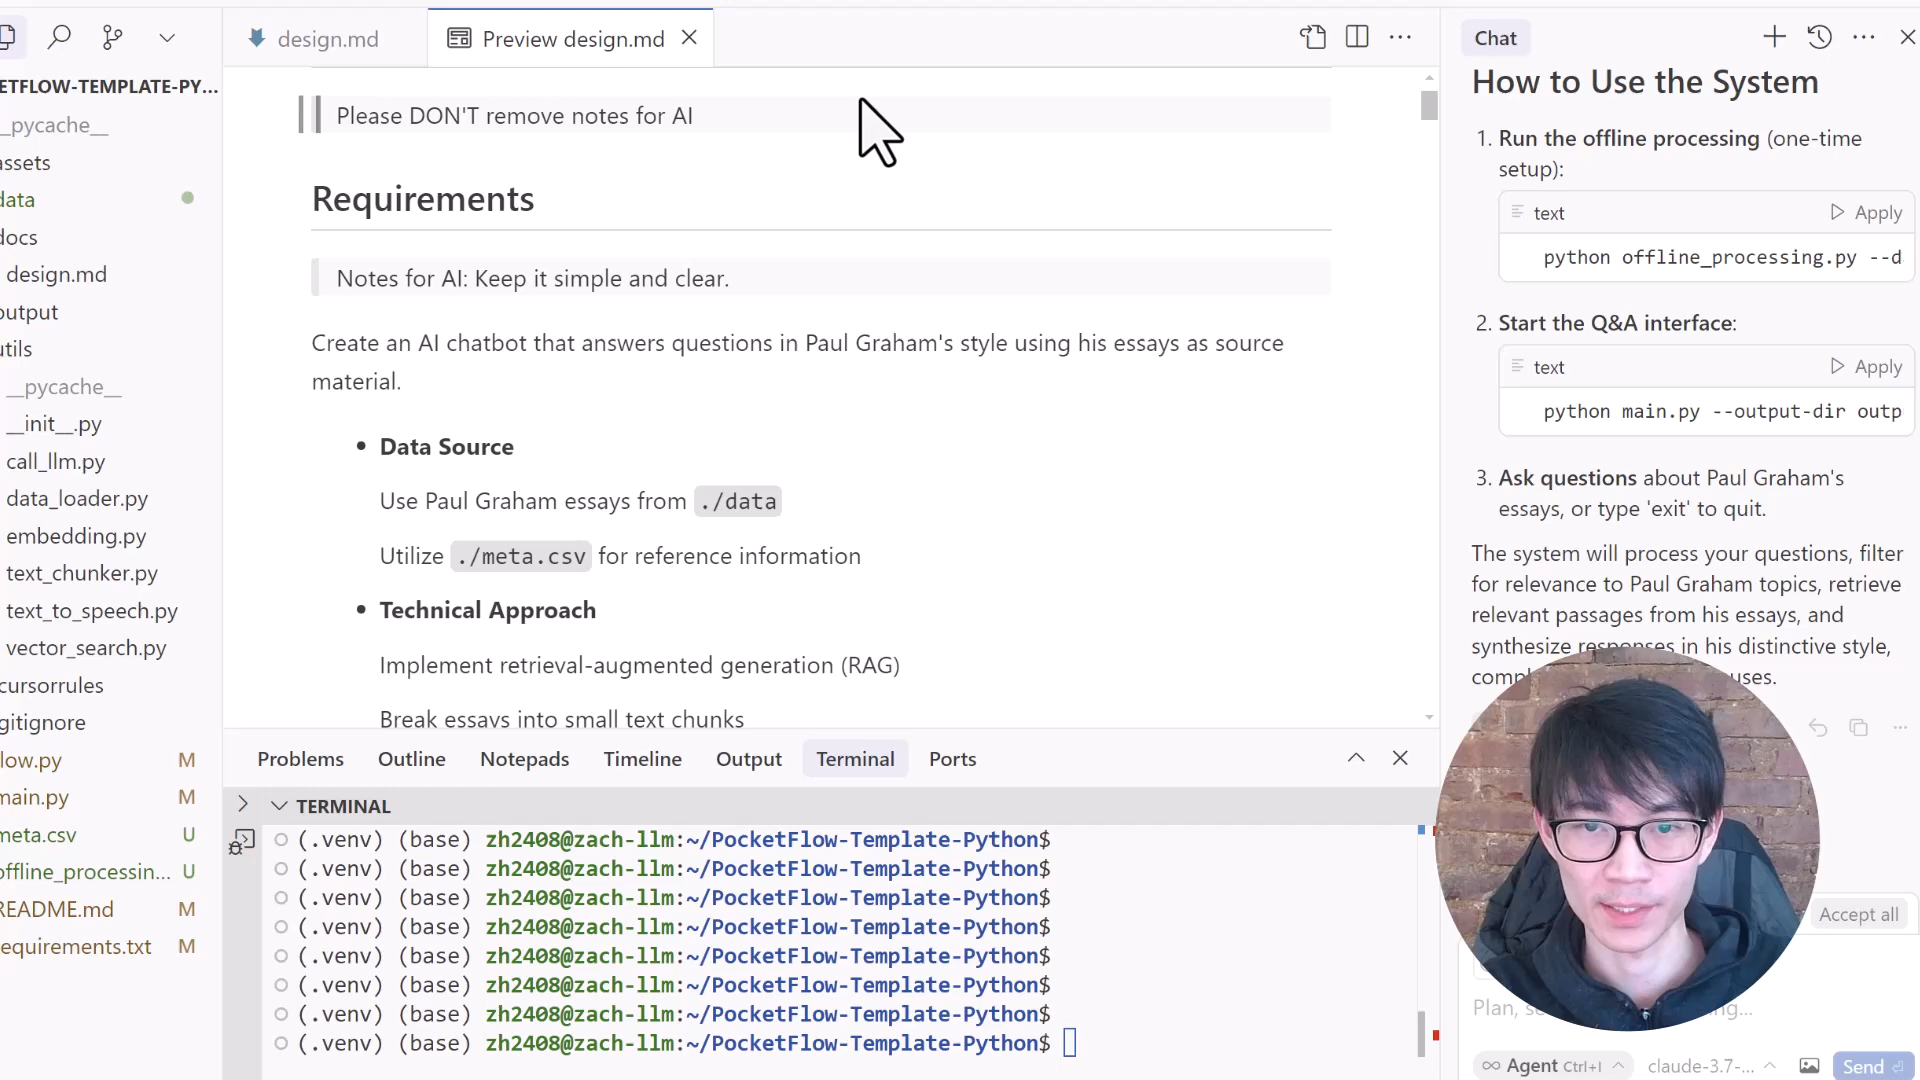 design.md
Preview design.md
ETFLOW-TEMPLATE-PY...
__pycache__
assets
data
docs
design.md
output
utils
__pycache__
__init__.py
call_llm.py
data_loader.py
embedding.py
text_chunker.py
text_to_speech.py
vector_search.py
cursorrules
gitignore
low.py M
main.py M
meta.csv U
offline_processin... U
README.md M
equirements.txt M
Please DON'T remove notes for AI
Requirements
Notes for AI: Keep it simple and clear.
Create an AI chatbot that answers questions in Paul Graham's style using his essays as source
material.
• Data Source
Use Paul Graham essays from ./data
Utilize ./meta.csv for reference information
• Technical Approach
Implement retrieval-augmented generation (RAG)
Break essays into small text chunks
Problems Outline Notepads Timeline Output Terminal Ports
TERMINAL
(.venv) (base) zh2408@zach-llm:~/PocketFlow-Template-Python$
(.venv) (base) zh2408@zach-llm:~/PocketFlow-Template-Python$
(.venv) (base) zh2408@zach-llm:~/PocketFlow-Template-Python$
(.venv) (base) zh2408@zach-llm:~/PocketFlow-Template-Python$
(.venv) (base) zh2408@zach-llm:~/PocketFlow-Template-Python$
(.venv) (base) zh2408@zach-llm:~/PocketFlow-Template-Python$
(.venv) (base) zh2408@zach-llm:~/PocketFlow-Template-Python$
(.venv) (base) zh2408@zach-llm:~/PocketFlow-Template-Python$
Chat
How to Use the System
1. Run the offline processing (one-time
setup):
text Apply
python offline_processing.py --d
2. Start the Q&A interface:
text Apply
python main.py --output-dir outp
3. Ask questions about Paul Graham's
essays, or type 'exit' to quit.
The system will process your questions, filter
for relevance to Paul Graham topics, retrieve
relevant passages from his essays, and
synthesize responses in his distinctive style,
comp uses.
Accept all
Plan, se ng...
Agent Ctrl+I claude-3.7-... Send